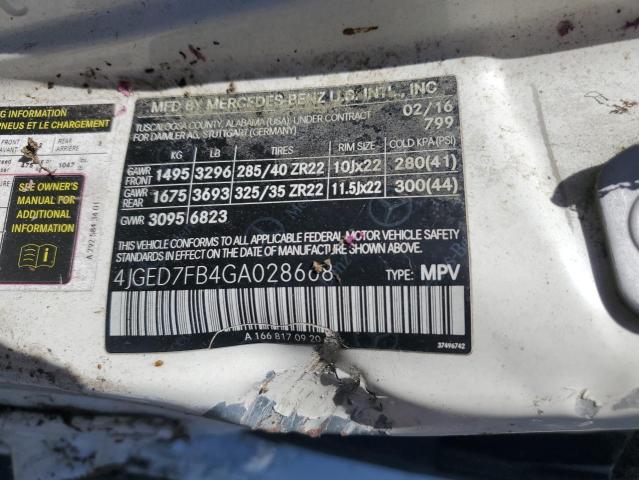 G INFORMATION
PNEUS ET LE CHARGEMENT
REAR
ARRIÈRE
1047
SEE OWNER'S
MANUAL FOR
ADDITIONAL
INFORMATION
MFD BY MERCEDES-BENZ U.S. INTL., INC
TUSCALOOSA COUNTY, ALABAMA (USA) UNDER CONTRACT
FOR DAIMLER AG, STUTTGART (GERMANY)
02/16
799
KG LB TIRES RIM SIZE COLD KPA(PSI)
GAWR
FRONT 1495 3296 285/40 ZR22 10Jx22 280(41)
GAWR
REAR 1675 3693 325/35 ZR22 11.5Jx22 300(44)
GVWR 3095 6823
THIS VEHICLE CONFORMS TO ALL APPLICABLE FEDERAL MOTOR VEHICLE SAFETY
STANDARDS IN EFFECT ON THE DATE OF MANUFACTURE SHOWN ABOVE.
4JGED7FB4GA028668 TYPE: MPV
A 166 817 09 20
37496742